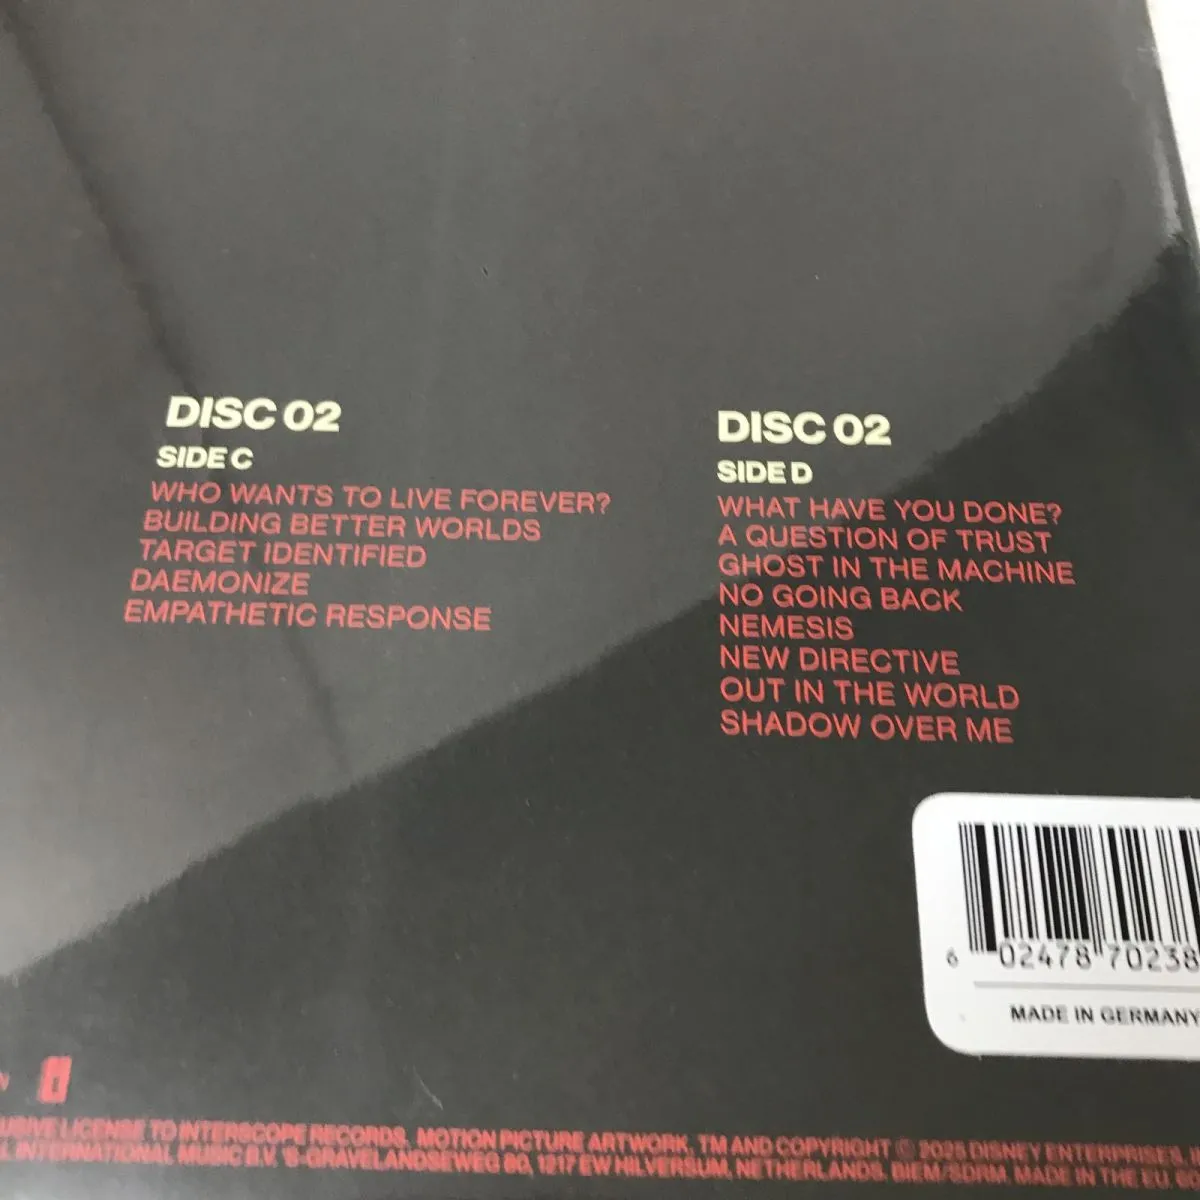 DISC 02
SIDE C
WHO WANTS TO LIVE FOREVER?
BUILDING BETTER WORLDS
TARGET IDENTIFIED
DAEMONIZE
EMPATHETIC RESPONSE
DISC 02
SIDE D
WHAT HAVE YOU DONE?
A QUESTION OF TRUST
GHOST IN THE MACHINE
NO GOING BACK
NEMESIS
NEW DIRECTIVE
OUT IN THE WORLD
SHADOW OVER ME
6 02478 70238
MADE IN GERMANY
LICENSE TO INTERSCOPE RECORDS. MOTION PICTURE ARTWORK, TM AND COPYRIGHT © 2025 DISNEY ENTERPRISES,
INTERNATIONAL MUSIC B.V. 'S-GRAVELANDSEWEG 80, 1217 EW HILVERSUM, NETHERLANDS. BIEM/SDRM. MADE IN THE EU.